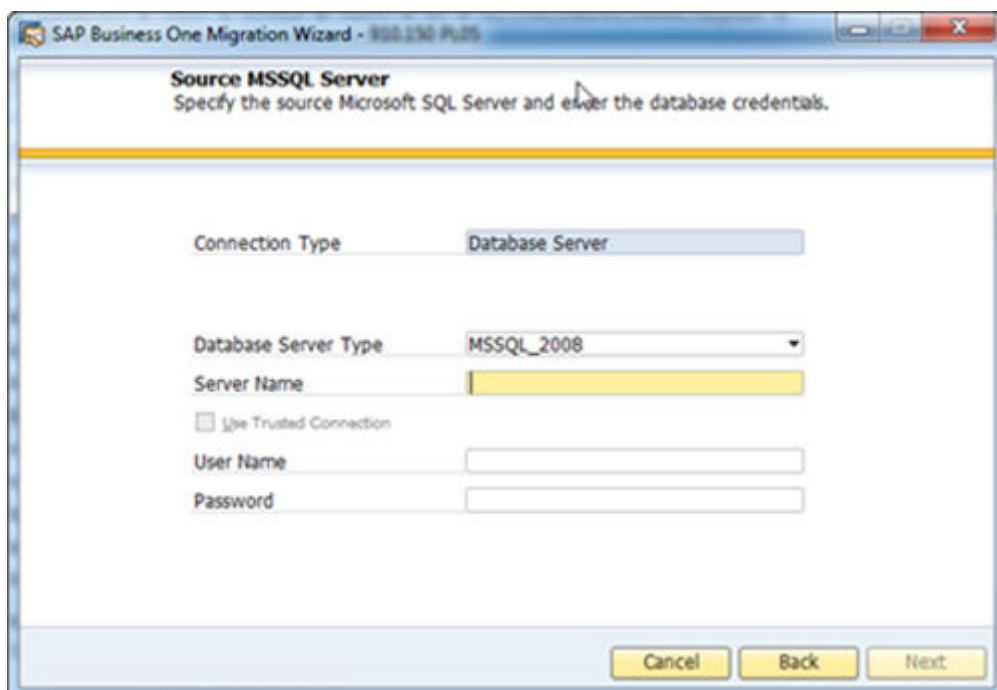 SAP Business One Migration Wizard -
Source MSSQL Server
Specify the source Microsoft SQL Server and enter the database credentials.
Connection Type Database Server
Database Server Type MSSQL_2008
Server Name
Use Trusted Connection
User Name
Password
Cancel Back Next